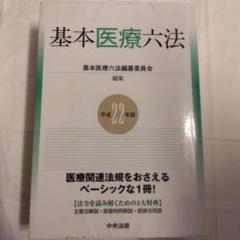 基本医療六法
基本医療六法編纂委員会
編集
平成22年版
医療関連法規をおさえる
ベーシックな1冊!
【法令を読み解くための3大特典】
主要法解説・医療判例解説・医療法用語
中央法規